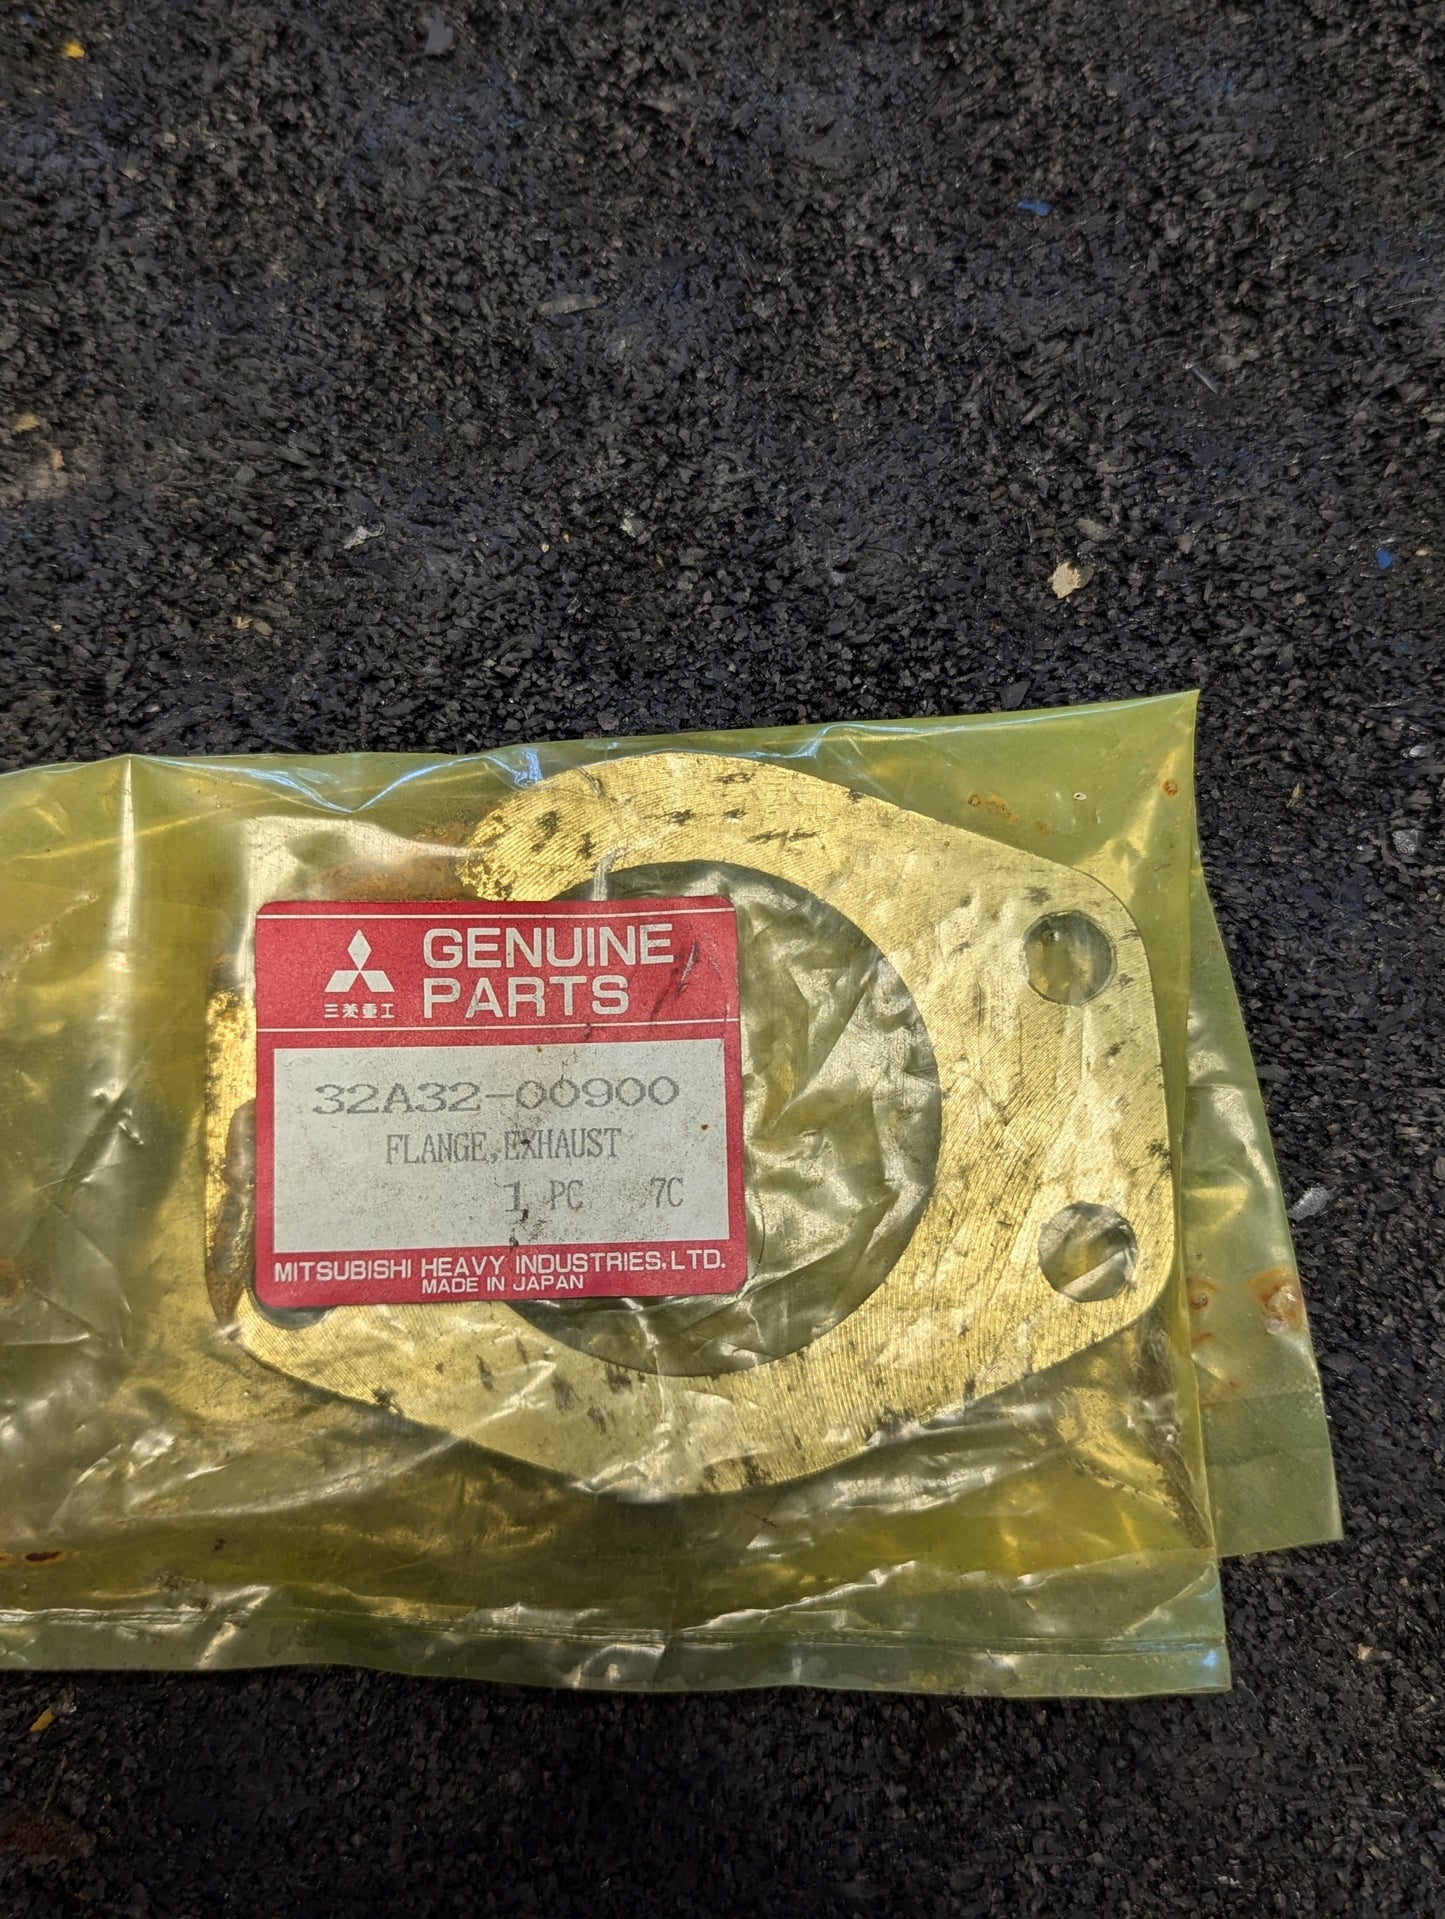 GENUINE
PARTS
三菱重工
32A32-00900
FLANGE,EXHAUST
1 PC 7C
MITSUBISHI HEAVY INDUSTRIES,LTD.
MADE IN JAPAN